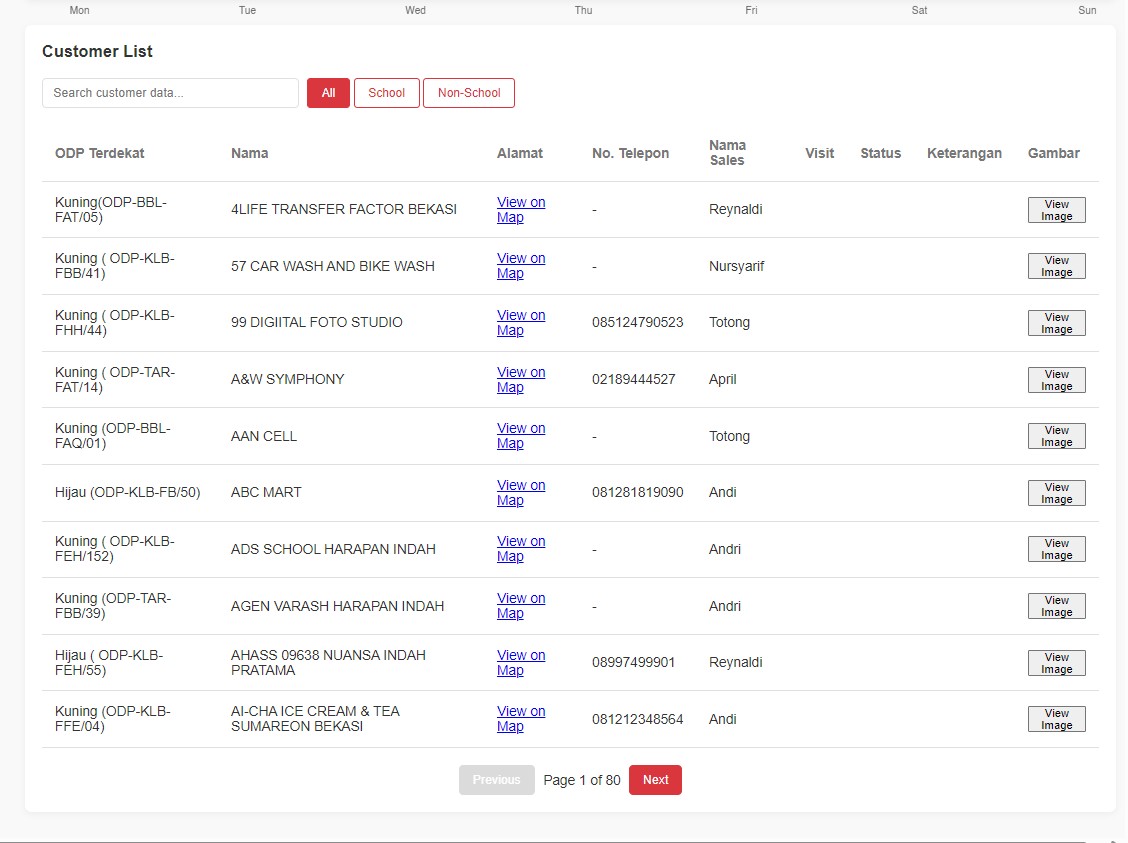 Mon Tue Wed Thu Fri Sat Sun
Customer List
Search customer data... All School Non-School
ODP Terdekat Nama Alamat No. Telepon Nama Sales Visit Status Keterangan Gambar
Kuning(ODP-BBL-FAT/05) 4LIFE TRANSFER FACTOR BEKASI View on Map - Reynaldi View Image
Kuning ( ODP-KLB-FBB/41) 57 CAR WASH AND BIKE WASH View on Map - Nursyarif View Image
Kuning ( ODP-KLB-FHH/44) 99 DIGIITAL FOTO STUDIO View on Map 085124790523 Totong View Image
Kuning ( ODP-TAR-FAT/14) A&W SYMPHONY View on Map 02189444527 April View Image
Kuning (ODP-BBL-FAQ/01) AAN CELL View on Map - Totong View Image
Hijau (ODP-KLB-FB/50) ABC MART View on Map 081281819090 Andi View Image
Kuning ( ODP-KLB-FEH/152) ADS SCHOOL HARAPAN INDAH View on Map - Andri View Image
Kuning (ODP-TAR-FBB/39) AGEN VARASH HARAPAN INDAH View on Map - Andri View Image
Hijau ( ODP-KLB-FEH/55) AHASS 09638 NUANSA INDAH PRATAMA View on Map 08997499901 Reynaldi View Image
Kuning (ODP-KLB-FFE/04) AI-CHA ICE CREAM & TEA SUMAREON BEKASI View on Map 081212348564 Andi View Image
Previous Page 1 of 80 Next